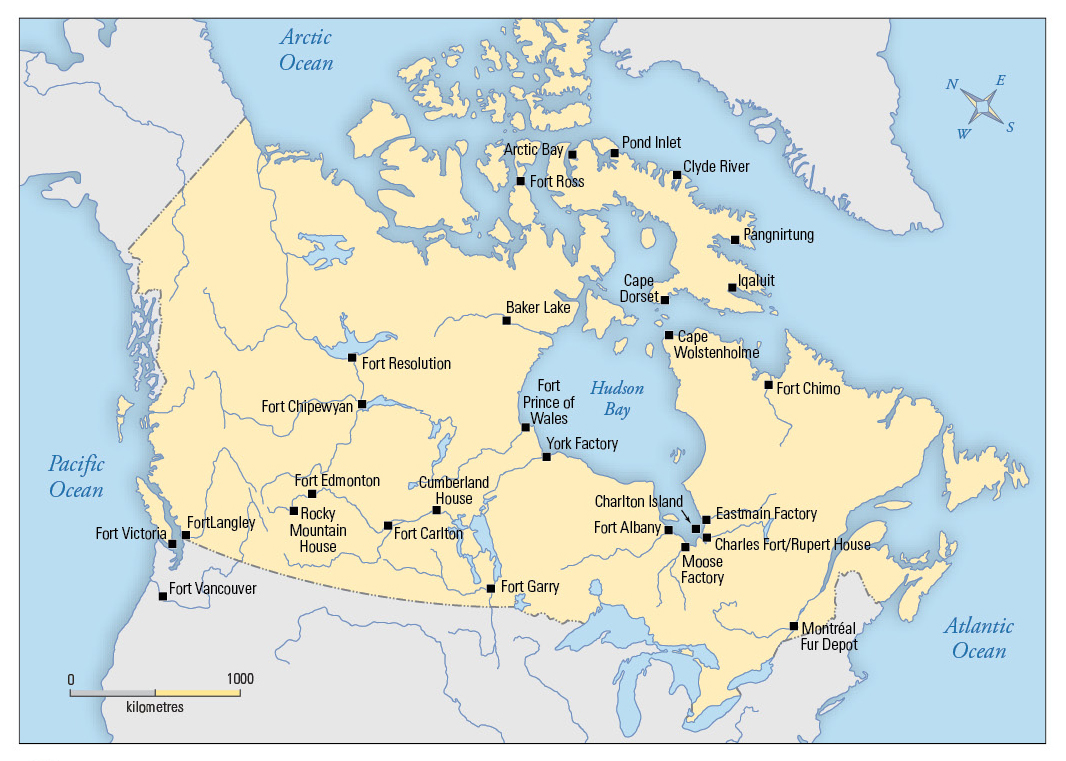 Arctic
Ocean
N
E
W
S
Arctic Bay
Pond Inlet
Clyde River
Fort Ross
Pangnirtung
Cape
Dorset
Iqaluit
Baker Lake
Cape
Wolstenholme
Fort Resolution
Fort Chimo
Hudson
Bay
Fort
Prince of
Wales
Fort Chipewyan
York Factory
Pacific
Ocean
Fort Edmonton
Cumberland
House
Rocky
Mountain
House
Fort Carlton
Charlton Island
Eastmain Factory
Fort Albany
Charles Fort/Rupert House
Moose
Factory
FortLangley
Fort Victoria
Fort Vancouver
Fort Garry
Montréal
Fur Depot
Atlantic
Ocean
0
1000
kilometres